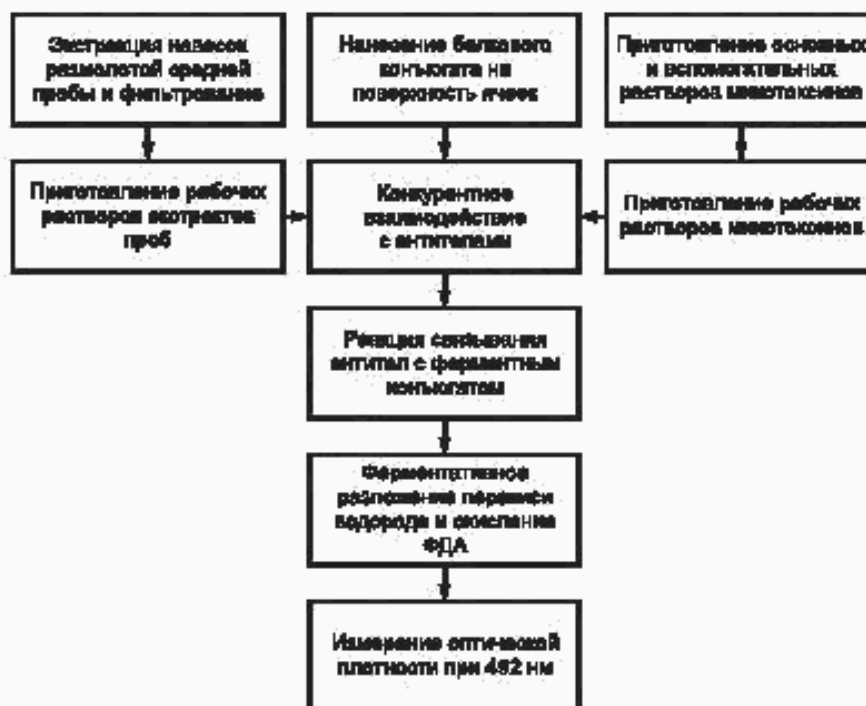 Экстракция навесок
размолотой средней
пробы и фильтрование
Нанесение белкового
конъюгата на
поверхность ячеек
Приготовление основных
и вспомогательных
растворов микотоксинов
Приготовление рабочих
растворов экстрактов
проб
Конкурентное
взаимодействие
с антителами
Приготовление рабочих
растворов микотоксинов
Реакция связывания
антител с ферментным
конъюгатом
Ферментативное
разложение перекиси
водорода и окисление
ФДА
Измерение оптической
плотности при 492 нм